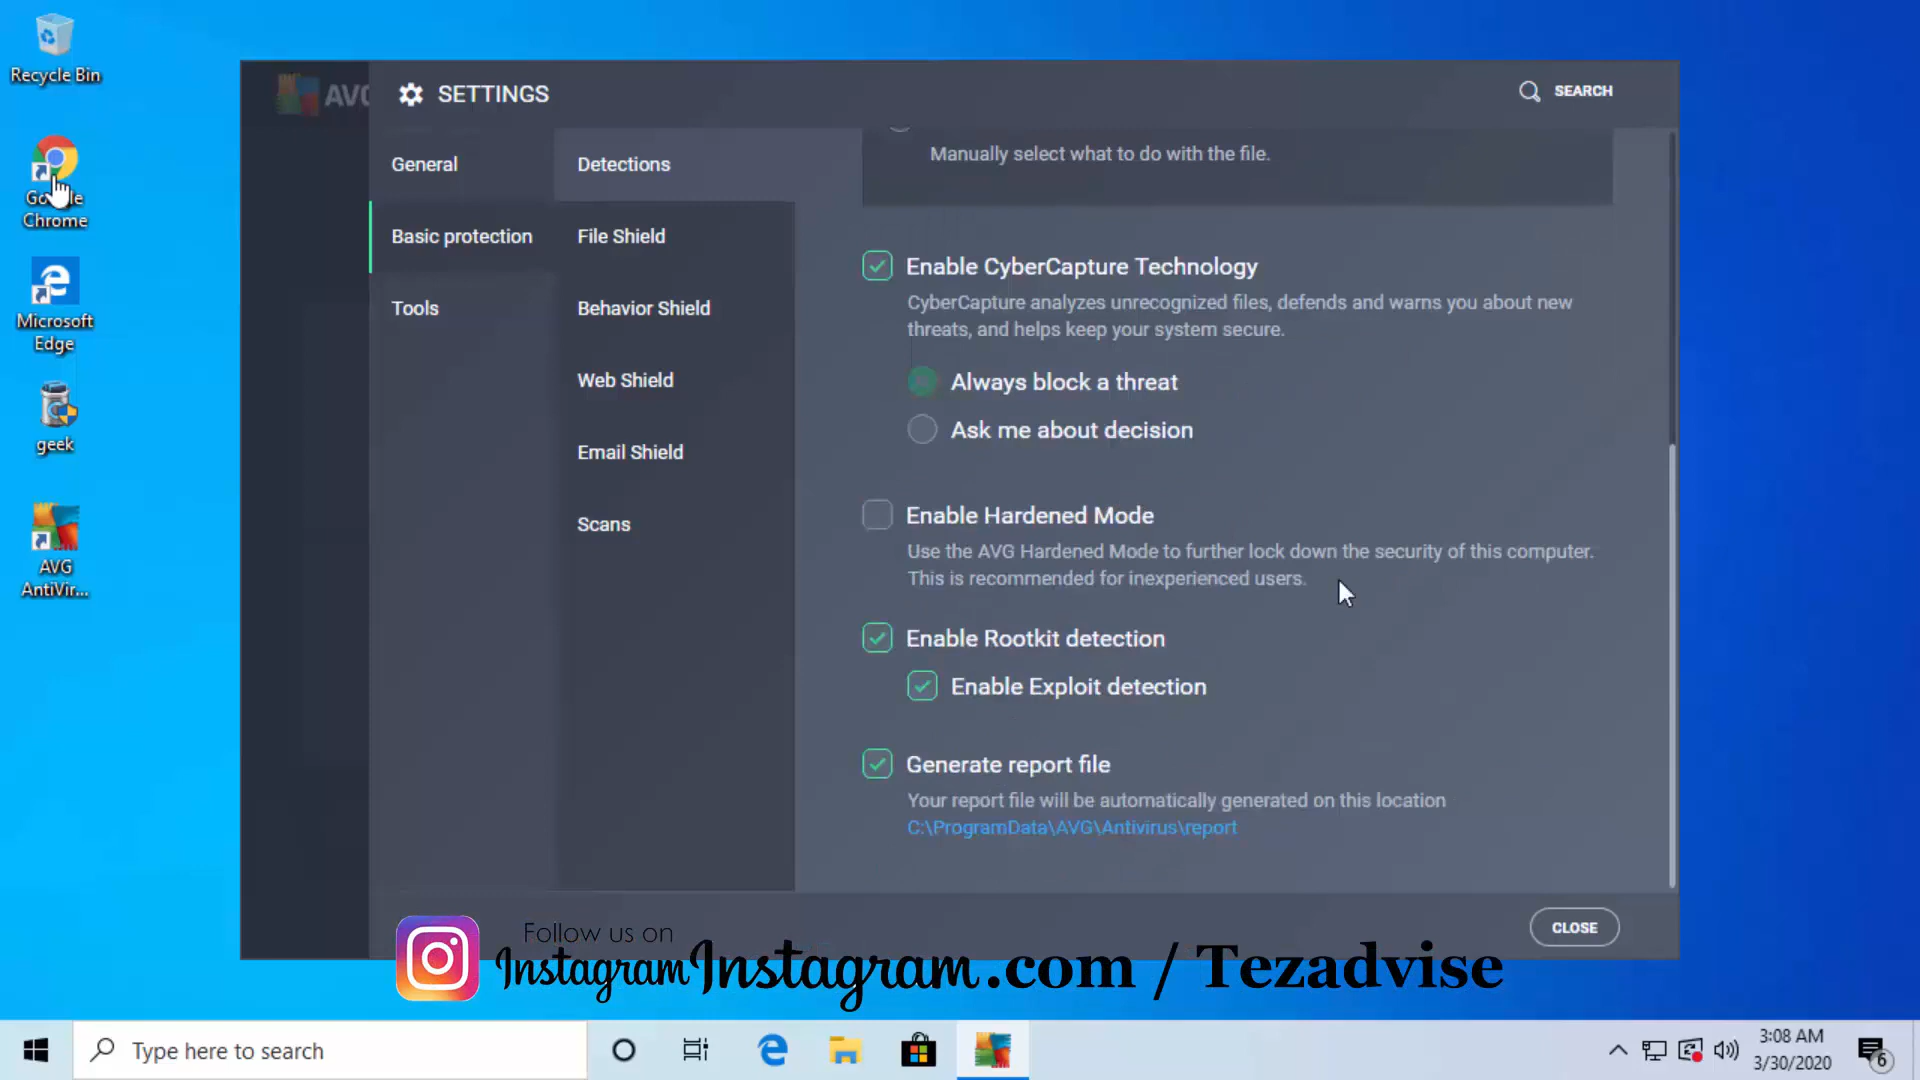 Recycle Bin
Google
Chrome
Microsoft
Edge
geek
AVG
AntiVir...
AVG
SETTINGS
SEARCH
General
Basic protection
Tools
Detections
File Shield
Behavior Shield
Web Shield
Email Shield
Scans
Manually select what to do with the file.
Enable CyberCapture Technology
CyberCapture analyzes unrecognized files, defends and warns you about new
threats, and helps keep your system secure.
Always block a threat
Ask me about decision
Enable Hardened Mode
Use the AVG Hardened Mode to further lock down the security of this computer.
This is recommended for inexperienced users.
Enable Rootkit detection
Enable Exploit detection
Generate report file
Your report file will be automatically generated on this location
C:\ProgramData\AVG\Antivirus\report
CLOSE
Follow us on
Instagram Instagram.com / Tezadvise
Type here to search
3:08 AM
3/30/2020
6